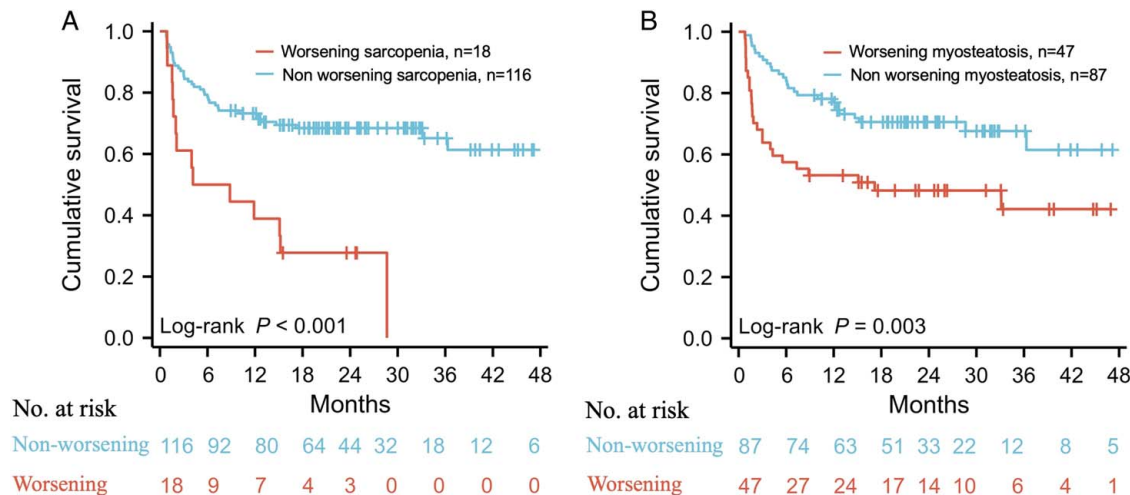 A
1.0
0.8
0.6
0.4
0.2
0.0
Cumulative survival
Worsening sarcopenia, n=18
Non worsening sarcopenia, n=116
Log-rank P < 0.001
0 6 12 18 24 30 36 42 48
Months
No. at risk
Non-worsening 116 92 80 64 44 32 18 12 6
Worsening 18 9 7 4 3 0 0 0 0
B
1.0
0.8
0.6
0.4
0.2
0.0
Cumulative survival
Worsening myosteatosis, n=47
Non worsening myosteatosis, n=87
Log-rank P = 0.003
0 6 12 18 24 30 36 42 48
Months
No. at risk
Non-worsening 87 74 63 51 33 22 12 8 5
Worsening 47 27 24 17 14 10 6 4 1